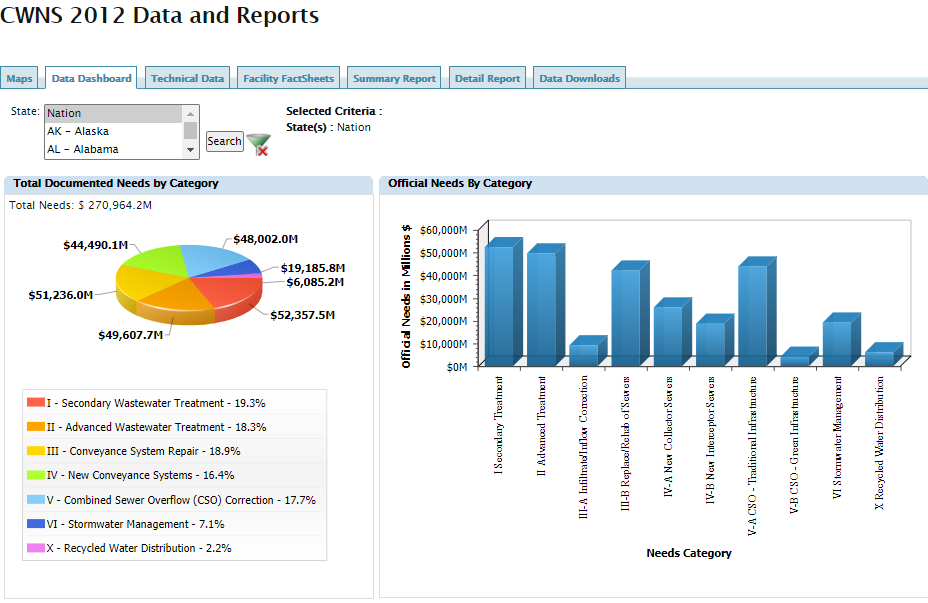 CWNS 2012 Data and Reports
Maps
Data Dashboard
Technical Data
Facility FactSheets
Summary Report
Detail Report
Data Downloads
State:
Nation
AK - Alaska
AL - Alabama
Search
Selected Criteria :
State(s) : Nation
Total Documented Needs by Category
Total Needs: $ 270,964.2M
$44,490.1M
$48,002.0M
$19,185.8M
$6,085.2M
$51,236.0M
$52,357.5M
$49,607.7M
I - Secondary Wastewater Treatment - 19.3%
II - Advanced Wastewater Treatment - 18.3%
III - Conveyance System Repair - 18.9%
IV - New Conveyance Systems - 16.4%
V - Combined Sewer Overflow (CSO) Correction - 17.7%
VI - Stormwater Management - 7.1%
X - Recycled Water Distribution - 2.2%
Official Needs By Category
Official Needs in Millions $
$60,000M
$50,000M
$40,000M
$30,000M
$20,000M
$10,000M
$0M
I Secondary Treatment
II Advanced Treatment
III-A Infiltrate/Inflow Correction
III-B Replace/Rehab of Sewers
IV-A New Collector Sewers
IV-B New Interceptor Sewers
V-A CSO - Traditional Infrastructure
V-B CSO - Green Infrastructure
VI Stormwater Management
X Recycled Water Distribution
Needs Category